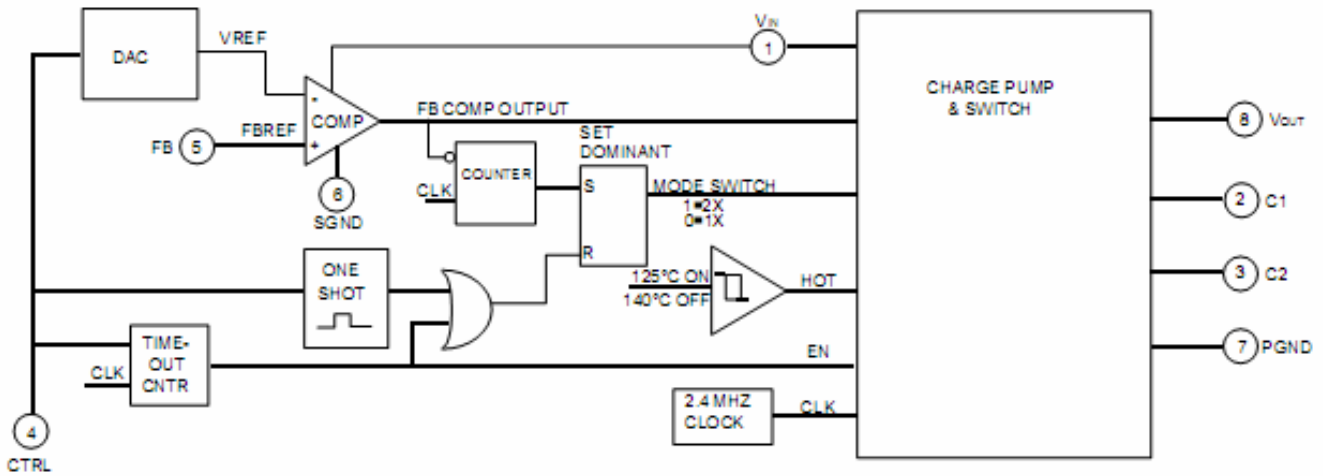 DAC
VREF
VIN
1
CHARGE PUMP
& SWITCH
-
COMP
+
FB COMP OUTPUT
FB
5
FBREF
8
VOUT
SET
DOMINANT
COUNTER
CLK
S
R
MODE SWITCH
1=2X
0=1X
6
SGND
2
C1
ONE
SHOT
125°C ON
140°C OFF
HOT
3
C2
TIME-
OUT
CNTR
CLK
EN
7
PGND
2.4 MHZ
CLOCK
CLK
4
CTRL